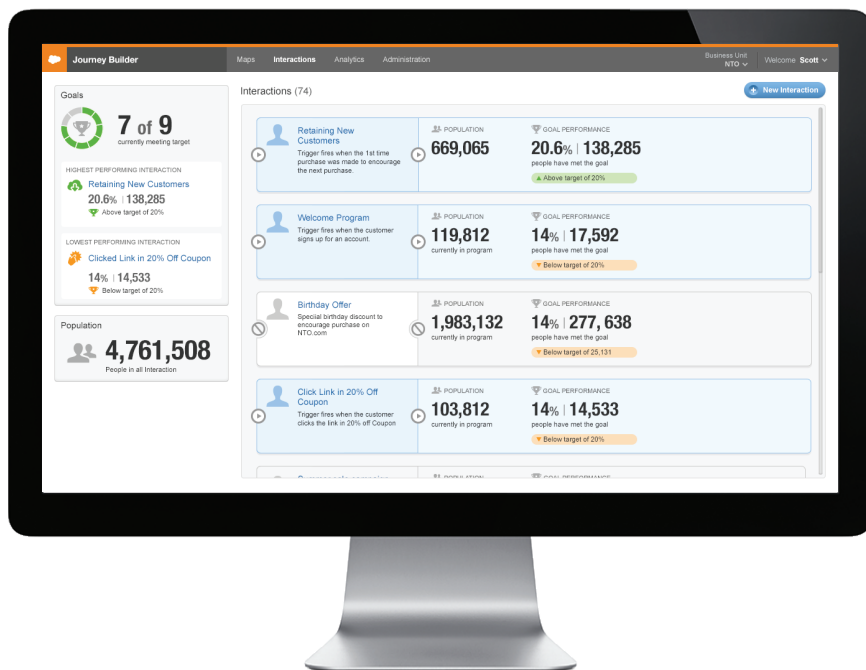 Journey Builder
Maps Interactions Analytics Administration
Business Unit
NTO
Welcome Scott
Goals
7 of 9
currently meeting target
HIGHEST PERFORMING INTERACTION
Retaining New Customers
20.6% | 138,285
Above target of 20%
LOWEST PERFORMING INTERACTION
Clicked Link in 20% Off Coupon
14% | 14,533
Below target of 20%
Population
4,761,508
People in all Interaction
Interactions (74)
New Interaction
Retaining New
Customers
Trigger fires when the 1st time
purchase was made to encourage
the next purchase.
POPULATION
669,065
GOAL PERFORMANCE
20.6% | 138,285
people have met the goal
Above target of 20%
Welcome Program
Trigger fires when the customer
signs up for an account.
POPULATION
119,812
currently in program
GOAL PERFORMANCE
14% | 17,592
people have met the goal
Below target of 20%
Birthday Offer
Special birthday discount to
encourage purchase on
NTO.com
POPULATION
1,983,132
currently in program
GOAL PERFORMANCE
14% | 277, 638
people have met the goal
Below target of 25,131
Click Link in 20% Off
Coupon
Trigger fires when the customer
clicks the link in 20% off Coupon
POPULATION
103,812
currently in program
GOAL PERFORMANCE
14% | 14,533
people have met the goal
Below target of 20%
POPULATION
GOAL PERFORMANCE